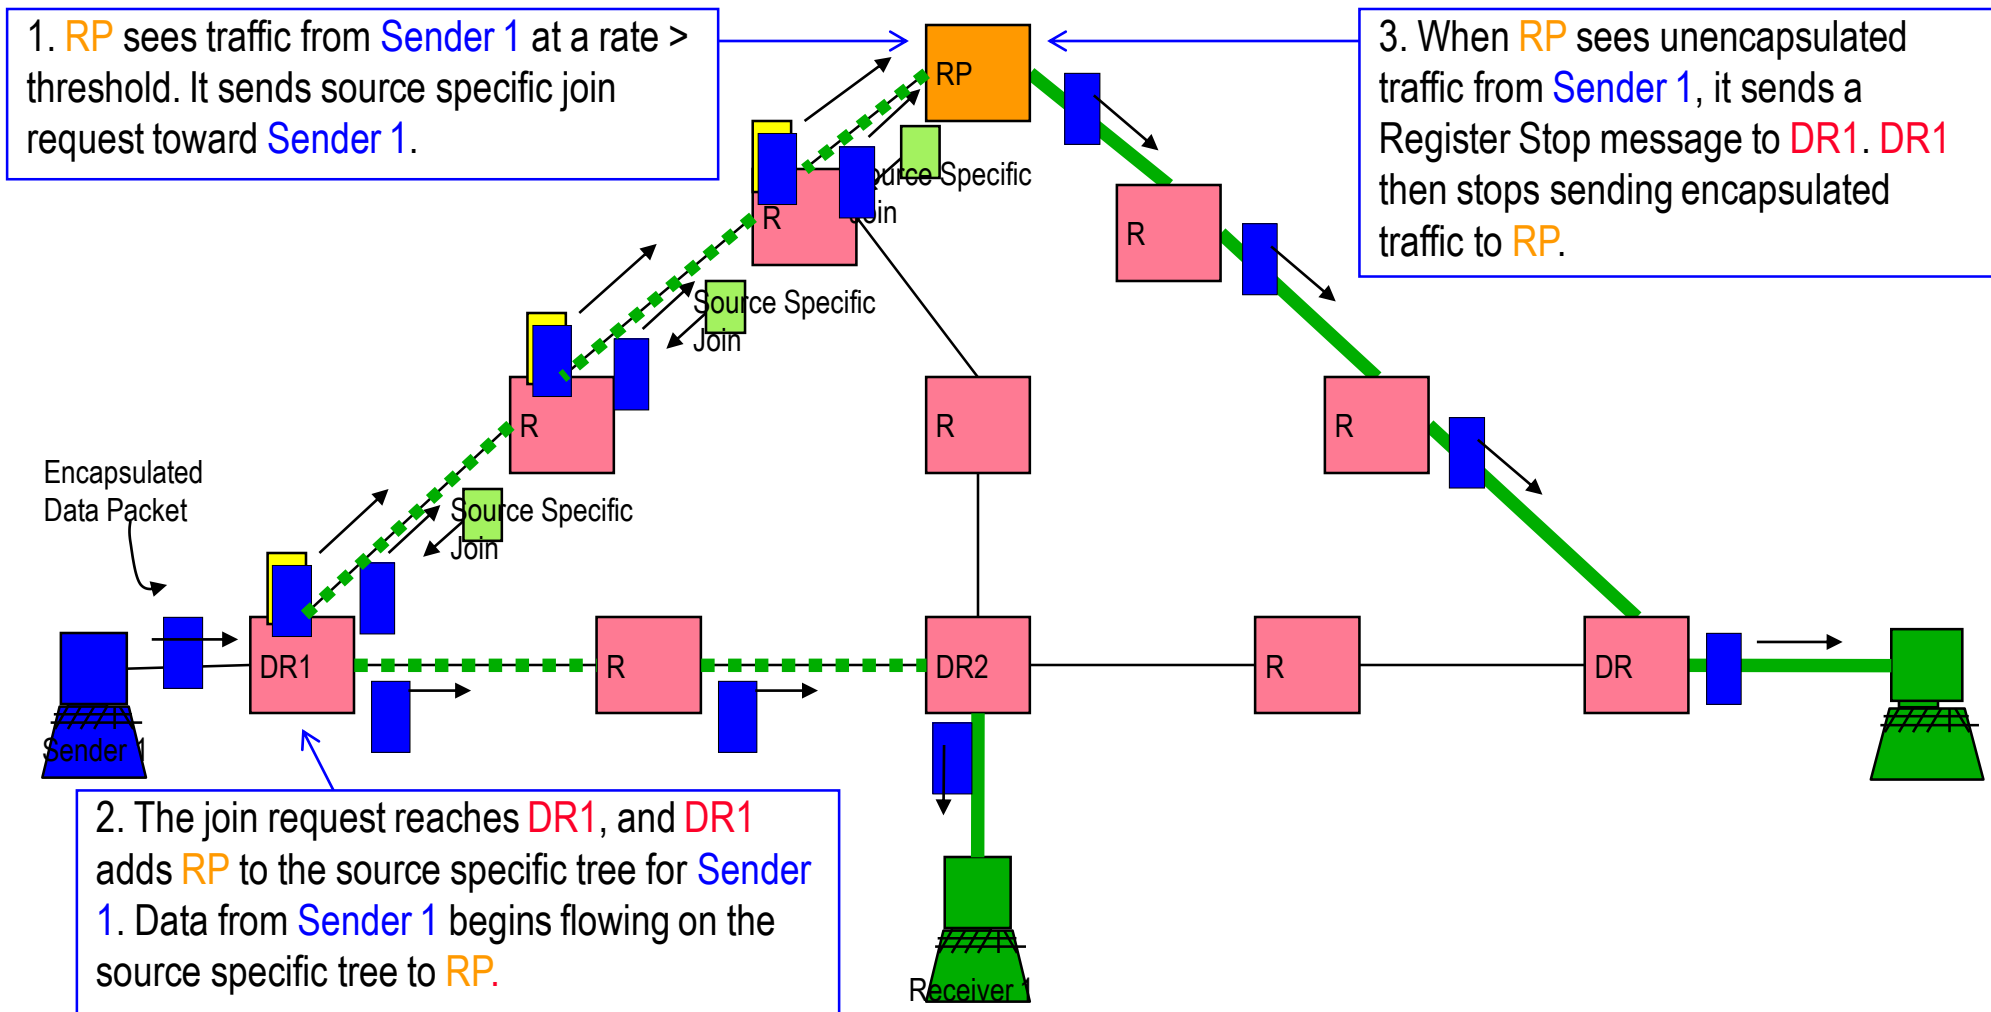 1. RP sees traffic from Sender 1 at a rate >
threshold. It sends source specific join
request toward Sender 1.
RP
3. When RP sees unencapsulated
traffic from Sender 1, it sends a
Register Stop message to DR1. DR1
then stops sending encapsulated
traffic to RP.
Source Specific
Join
R
R
Source Specific
Join
R
R
R
Encapsulated
Data Packet
Source Specific
Join
DR1
R
DR2
R
DR
Sender 1
2. The join request reaches DR1, and DR1
adds RP to the source specific tree for Sender
1. Data from Sender 1 begins flowing on the
source specific tree to RP.
Receiver 1